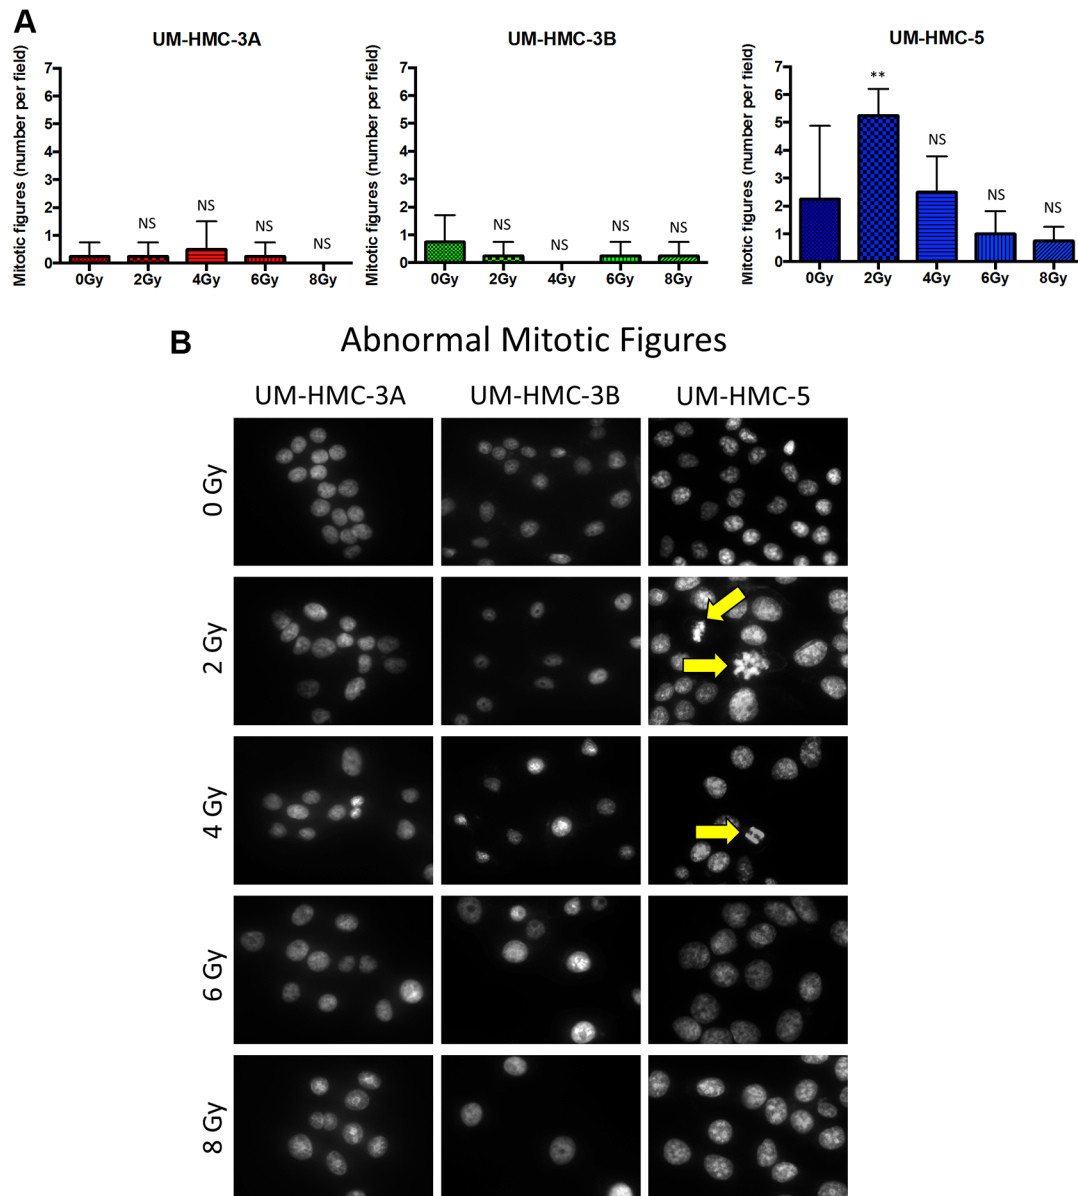 A
UM-HMC-3A
Mitotic figures (number per field)
7
6
5
4
3
2
1
0
NS
NS
NS
NS
0Gy 2Gy 4Gy 6Gy 8Gy
UM-HMC-3B
Mitotic figures (number per field)
7
6
5
4
3
2
1
0
NS
NS
NS
NS
0Gy 2Gy 4Gy 6Gy 8Gy
UM-HMC-5
Mitotic figures (number per field)
7
6
5
4
3
2
1
0
**
NS
NS
NS
0Gy 2Gy 4Gy 6Gy 8Gy
B
Abnormal Mitotic Figures
UM-HMC-3A UM-HMC-3B UM-HMC-5
0 Gy
2 Gy
4 Gy
6 Gy
8 Gy